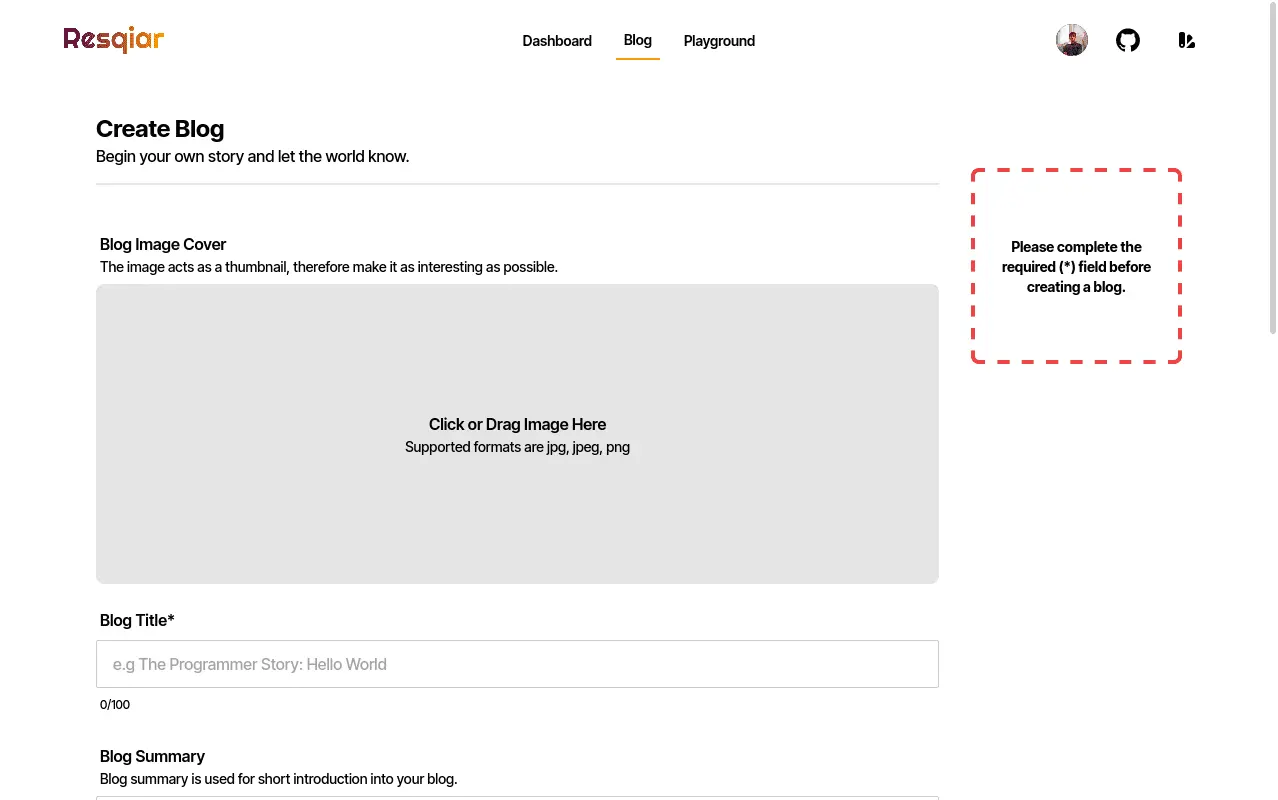 Resqiar
Dashboard
Blog
Playground
Create Blog
Begin your own story and let the world know.
Please complete the
required (*) field before
creating a blog.
Blog Image Cover
The image acts as a thumbnail, therefore make it as interesting as possible.
Click or Drag Image Here
Supported formats are jpg, jpeg, png
Blog Title*
e.g The Programmer Story: Hello World
0/100
Blog Summary
Blog summary is used for short introduction into your blog.